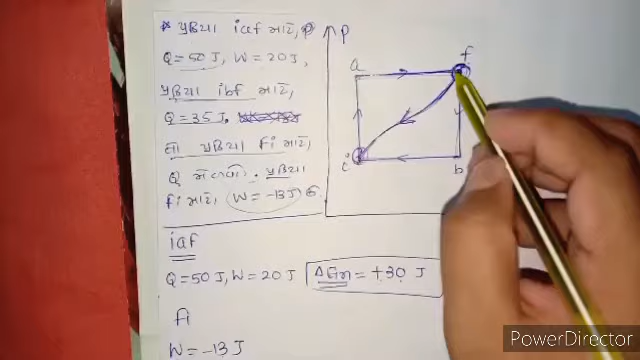 * પ્રક્રિયા iaf માટે,
Q = 50 J, W = 20 J,
પ્રક્રિયા ibf માટે,
Q = 35 J.
તો પ્રક્રિયા fi માટે,
Q મેળવો. પ્રક્રિયા
fi માટે, W = -13 J છે.
P
a
f
i
b
iaf
Q = 50 J, W = 20 J
ΔEin = +30 J
fi
W = -13 J
PowerDirector